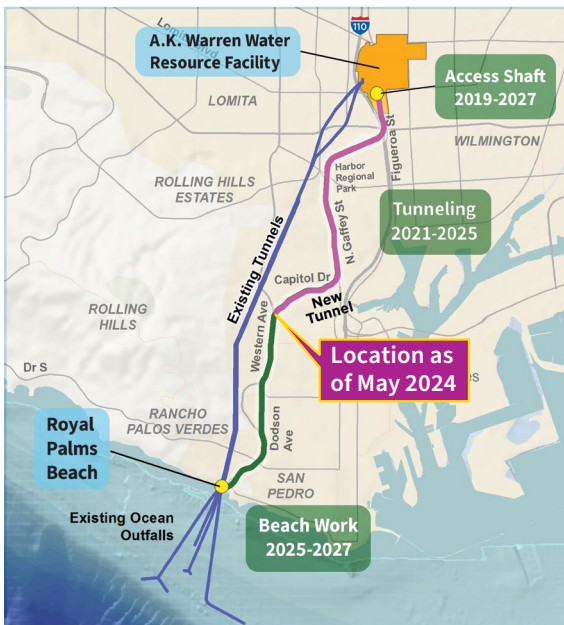 Lomita Blvd
110
A.K. Warren Water
Resource Facility
Access Shaft
2019-2027
LOMITA
WILMINGTON
Figueroa St
Harbor
Regional
Park
ROLLING HILLS
ESTATES
Tunneling
2021-2025
N. Gaffey St
Existing Tunnels
Capitol Dr
New
Tunnel
ROLLING
HILLS
Western Ave
Location as
of May 2024
Dr S
RANCHO
PALOS VERDES
Dodson
Ave
Royal
Palms
Beach
SAN
PEDRO
Existing Ocean
Outfalls
Beach Work
2025-2027